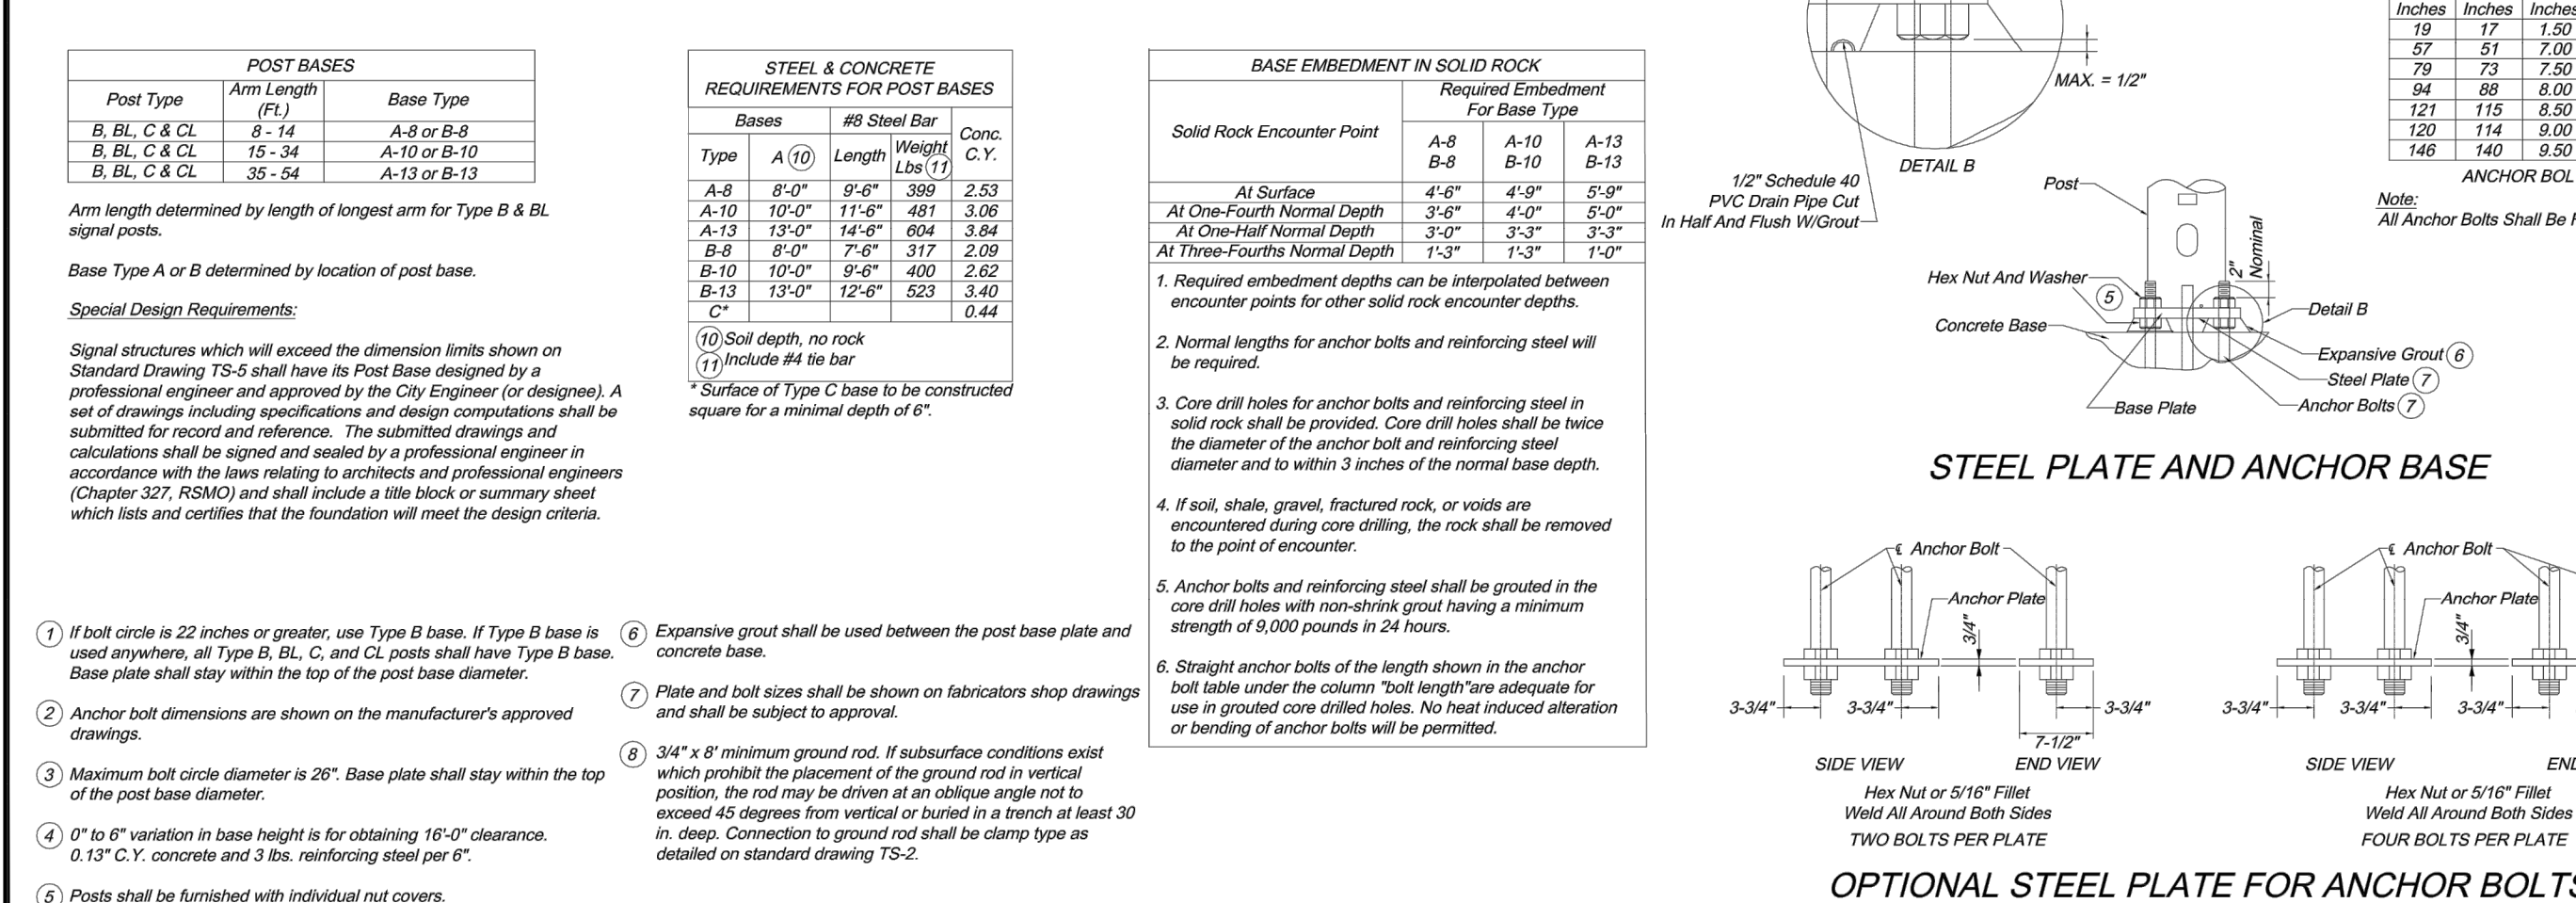 POST BASES
Post Type Arm Length (Ft.) Base Type
B, BL, C & CL 8 - 14 A-8 or B-8
B, BL, C & CL 15 - 34 A-10 or B-10
B, BL, C & CL 35 - 54 A-13 or B-13
Arm length determined by length of longest arm for Type B & BL
signal posts.
Base Type A or B determined by location of post base.
Special Design Requirements:
Signal structures which will exceed the dimension limits shown on
Standard Drawing TS-5 shall have its Post Base designed by a
professional engineer and approved by the City Engineer (or designee). A
set of drawings including specifications and design computations shall be
submitted for record and reference. The submitted drawings and
calculations shall be signed and sealed by a professional engineer in
accordance with the laws relating to architects and professional engineers
(Chapter 327, RSMO) and shall include a title block or summary sheet
which lists and certifies that the foundation will meet the design criteria.
STEEL & CONCRETE
REQUIREMENTS FOR POST BASES
Bases #8 Steel Bar Conc. C.Y.
Type A 10 Length Weight Lbs 11
A-8 8'-0" 9'-6" 399 2.53
A-10 10'-0" 11'-6" 481 3.06
A-13 13'-0" 14'-6" 604 3.84
B-8 8'-0" 7'-6" 317 2.09
B-10 10'-0" 9'-6" 400 2.62
B-13 13'-0" 12'-6" 523 3.40
C* 0.44
10 Soil depth, no rock
11 Include #4 tie bar
* Surface of Type C base to be constructed
square for a minimal depth of 6".
BASE EMBEDMENT IN SOLID ROCK
Solid Rock Encounter Point
Required Embedment
For Base Type
A-8 A-10 A-13
B-8 B-10 B-13
At Surface 4'-6" 4'-9" 5'-9"
At One-Fourth Normal Depth 3'-6" 4'-0" 5'-0"
At One-Half Normal Depth 3'-0" 3'-3" 3'-3"
At Three-Fourths Normal Depth 1'-3" 1'-3" 1'-0"
1. Required embedment depths can be interpolated between
encounter points for other solid rock encounter depths.
2. Normal lengths for anchor bolts and reinforcing steel will
be required.
3. Core drill holes for anchor bolts and reinforcing steel in
solid rock shall be provided. Core drill holes shall be twice
the diameter of the anchor bolt and reinforcing steel
diameter and to within 3 inches of the normal base depth.
4. If soil, shale, gravel, fractured rock, or voids are
encountered during core drilling, the rock shall be removed
to the point of encounter.
5. Anchor bolts and reinforcing steel shall be grouted in the
core drill holes with non-shrink grout having a minimum
strength of 9,000 pounds in 24 hours.
6. Straight anchor bolts of the length shown in the anchor
bolt table under the column "bolt length"are adequate for
use in grouted core drilled holes. No heat induced alteration
or bending of anchor bolts will be permitted.
1 If bolt circle is 22 inches or greater, use Type B base. If Type B base is
used anywhere, all Type B, BL, C, and CL posts shall have Type B base.
Base plate shall stay within the top of the post base diameter.
2 Anchor bolt dimensions are shown on the manufacturer's approved
drawings.
3 Maximum bolt circle diameter is 26". Base plate shall stay within the top
of the post base diameter.
4 0" to 6" variation in base height is for obtaining 16'-0" clearance.
0.13" C.Y. concrete and 3 lbs. reinforcing steel per 6".
5 Posts shall be furnished with individual nut covers.
6 Expansive grout shall be used between the post base plate and
concrete base.
7 Plate and bolt sizes shall be shown on fabricators shop drawings
and shall be subject to approval.
8 3/4" x 8' minimum ground rod. If subsurface conditions exist
which prohibit the placement of the ground rod in vertical
position, the rod may be driven at an oblique angle not to
exceed 45 degrees from vertical or buried in a trench at least 30
in. deep. Connection to ground rod shall be clamp type as
detailed on standard drawing TS-2.
MAX. = 1/2"
DETAIL B
1/2" Schedule 40
PVC Drain Pipe Cut
In Half And Flush W/Grout
Inches Inches Inches
19 17 1.50
57 51 7.00
79 73 7.50
94 88 8.00
121 115 8.50
120 114 9.00
146 140 9.50
ANCHOR BOL
Note:
All Anchor Bolts Shall Be
Post
2" Nominal
Hex Nut And Washer
5
Detail B
Concrete Base
Expansive Grout 6
Steel Plate 7
Anchor Bolts 7
Base Plate
STEEL PLATE AND ANCHOR BASE
℄ Anchor Bolt
Anchor Plate
3/4"
3-3/4" 3-3/4" 3-3/4"
7-1/2"
SIDE VIEW END VIEW
Hex Nut or 5/16" Fillet
Weld All Around Both Sides
TWO BOLTS PER PLATE
℄ Anchor Bolt
Anchor Plate
3/4"
3-3/4" 3-3/4" 3-3/4"
SIDE VIEW
Hex Nut or 5/16" Fillet
Weld All Around Both Sides
FOUR BOLTS PER PLATE
OPTIONAL STEEL PLATE FOR ANCHOR BOLTS